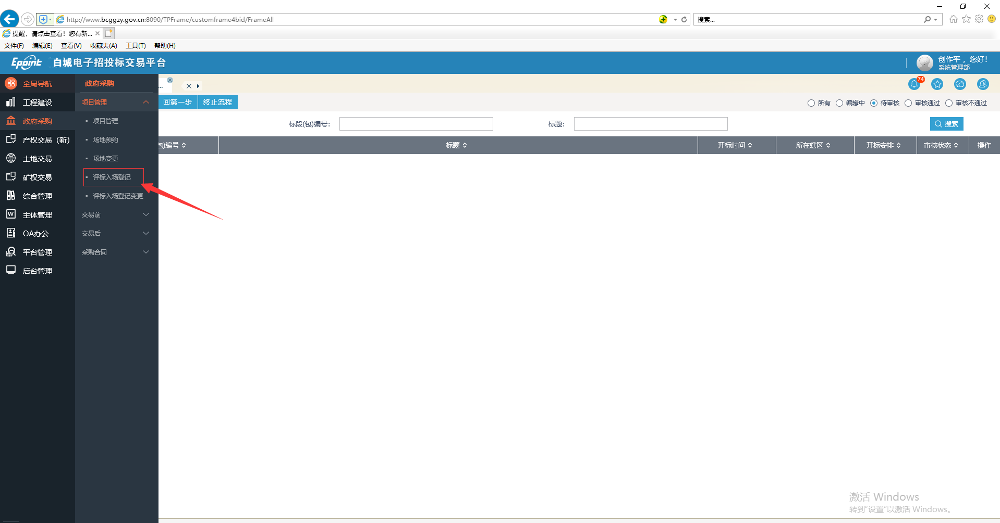 http://www.bcggzy.gov.cn:8090/TPFrame/customframe4bid/FrameAll
搜索...
提醒，请点击查看！您有新...
文件(F) 编辑(E) 查看(V) 收藏夹(A) 工具(T) 帮助(H)
Epoint 白城电子招投标交易平台
创作平 ，您好！
系统管理部
全局导航
政府采购
...
74
工程建设
项目管理
回第一步 终止流程
所有 编辑中 待审核 审核通过 审核不通过
政府采购
项目管理
标段(包)编号：
标题：
搜索
产权交易（新）
场地预约
包)编号 标题 开标时间 所在辖区 开标安排 审核状态 操作
土地交易
场地变更
矿权交易
评标入场登记
综合管理
评标入场登记变更
主体管理
交易前
OA办公
交易后
平台管理
采购合同
后台管理
激活 Windows
转到"设置"以激活 Windows。